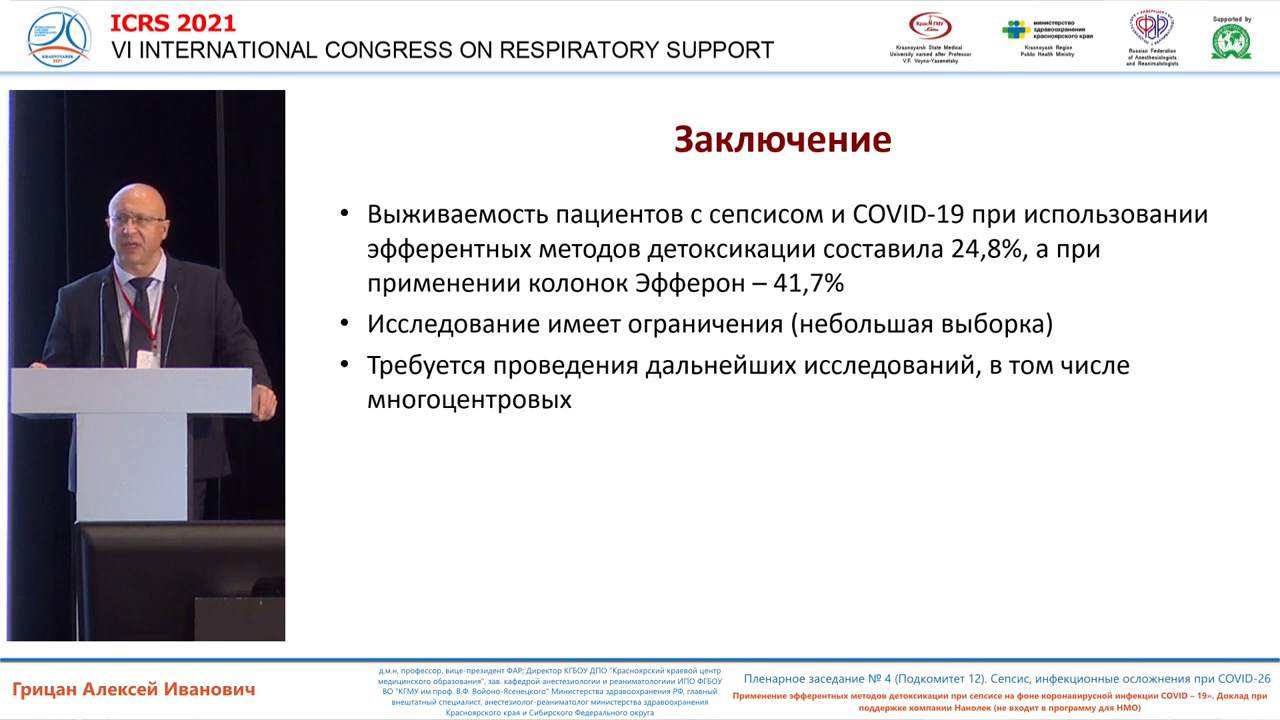 ICRS 2021
VI INTERNATIONAL CONGRESS ON RESPIRATORY SUPPORT
KRASNOYARSK
2021
КрасГМУ
Krasnoyarsk State Medical
University named after Professor
V.F. Voyno-Yasenetsky
министерство
здравоохранения
красноярского края
Krasnoyask Region
Public Health Ministry
Russian Federation
of Anesthesiologists
and Reanimatologists
Supported by
Заключение
• Выживаемость пациентов с сепсисом и COVID-19 при использовании
эфферентных методов детоксикации составила 24,8%, а при
применении колонок Эфферон – 41,7%
• Исследование имеет ограничения (небольшая выборка)
• Требуется проведения дальнейших исследований, в том числе
многоцентровых
Грицан Алексей Иванович
д.м.н, профессор, вице-президент ФАР; Директор КГБОУ ДПО "Красноярский краевой центр
медицинского образования", зав. кафедрой анестезиологии и реаниматологиии ИПО ФГБОУ
ВО "КГМУ им.проф. В.Ф. Войоно-Ясенецкого" Министерства здравоохранения РФ, главный
внештатный специалист, анестезиолог-реаниматолог министерства здравоохранения
Красноярского края и Сибирского Федерального округа
Пленарное заседание № 4 (Подкомитет 12). Сепсис, инфекционные осложнения при COVID-26
Применение эфферентных методов детоксикации при сепсисе на фоне коронавирусной инфекции COVID – 19». Доклад при
поддержке компании Нанолек (не входит в программу для НМО)